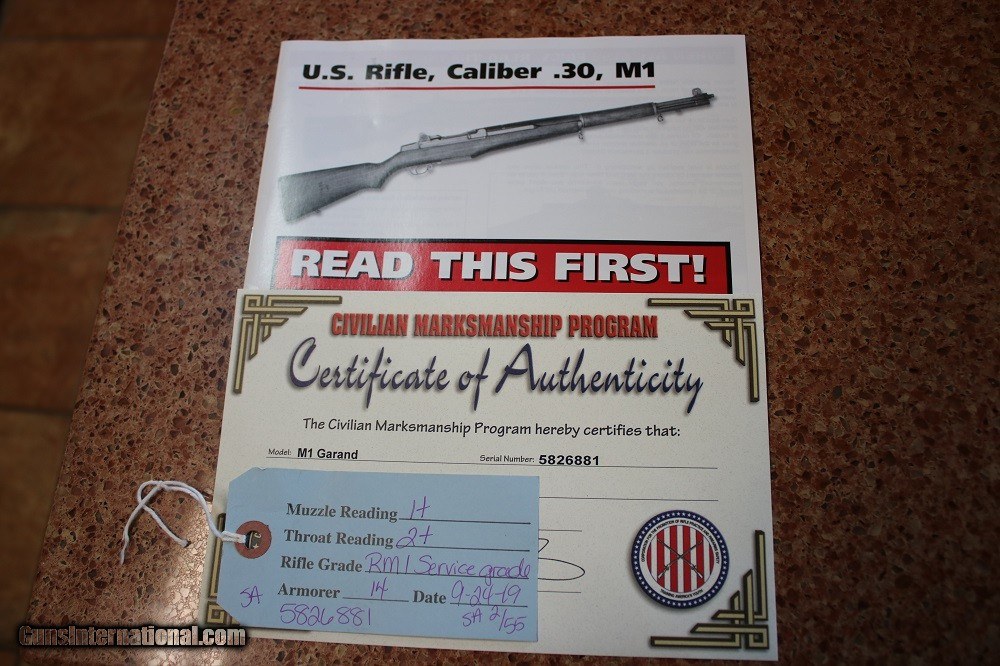 U.S. Rifle, Caliber .30, M1
READ THIS FIRST!
CIVILIAN MARKSMANSHIP PROGRAM
Certificate of Authenticity
The Civilian Marksmanship Program hereby certifies that:
Model: M1 Garand Serial Number: 5826881
Muzzle Reading 1+
Throat Reading 2+
Rifle Grade RM1 Service grade
Armorer 14 Date 9-24-19
SA 5826881 SA 2/55
GunsInternational.com